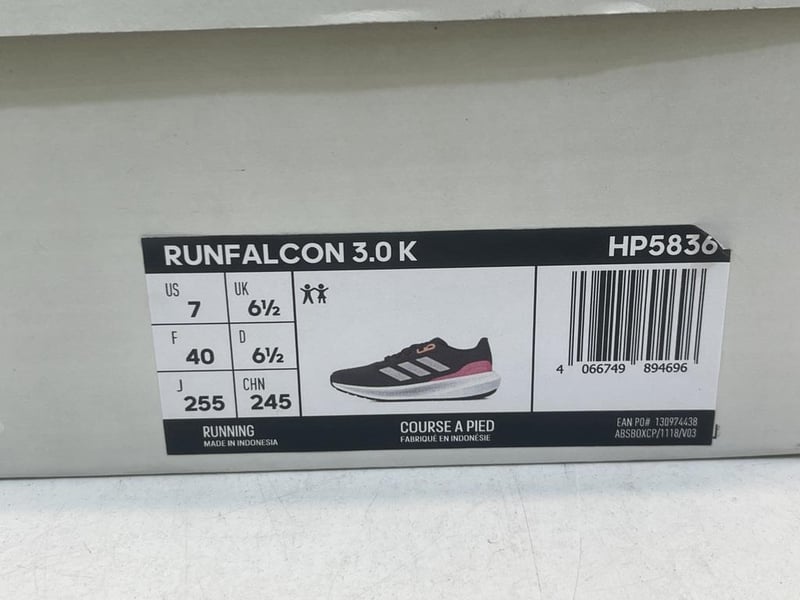 RUNFALCON 3.0 K HP5836
US 7 UK 6½
F 40 D 6½
J 255 CHN 245
4 066749 894696
RUNNING
MADE IN INDONESIA
COURSE A PIED
FABRIQUÉ EN INDONÉSIE
EAN PO# 130974438
ABSBOXCP/1118/V03